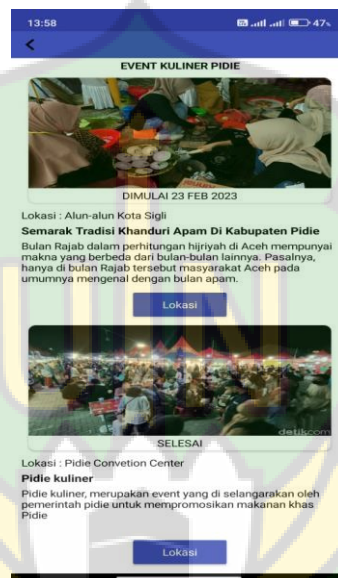 13:58
47%
EVENT KULINER PIDIE
DIMULAI 23 FEB 2023
Lokasi : Alun-alun Kota Sigli
Semarak Tradisi Khanduri Apam Di Kabupaten Pidie
Bulan Rajab dalam perhitungan hijriyah di Aceh mempunyai
makna yang berbeda dari bulan-bulan lainnya. Pasalnya,
hanya di bulan Rajab tersebut masyarakat Aceh pada
umumnya mengenal dengan bulan apam.
Lokasi
detikcom
SELESAI
Lokasi : Pidie Convetion Center
Pidie kuliner
Pidie kuliner, merupakan event yang di selangarakan oleh
pemerintah pidie untuk mempromosikan makanan khas
Pidie
Lokasi